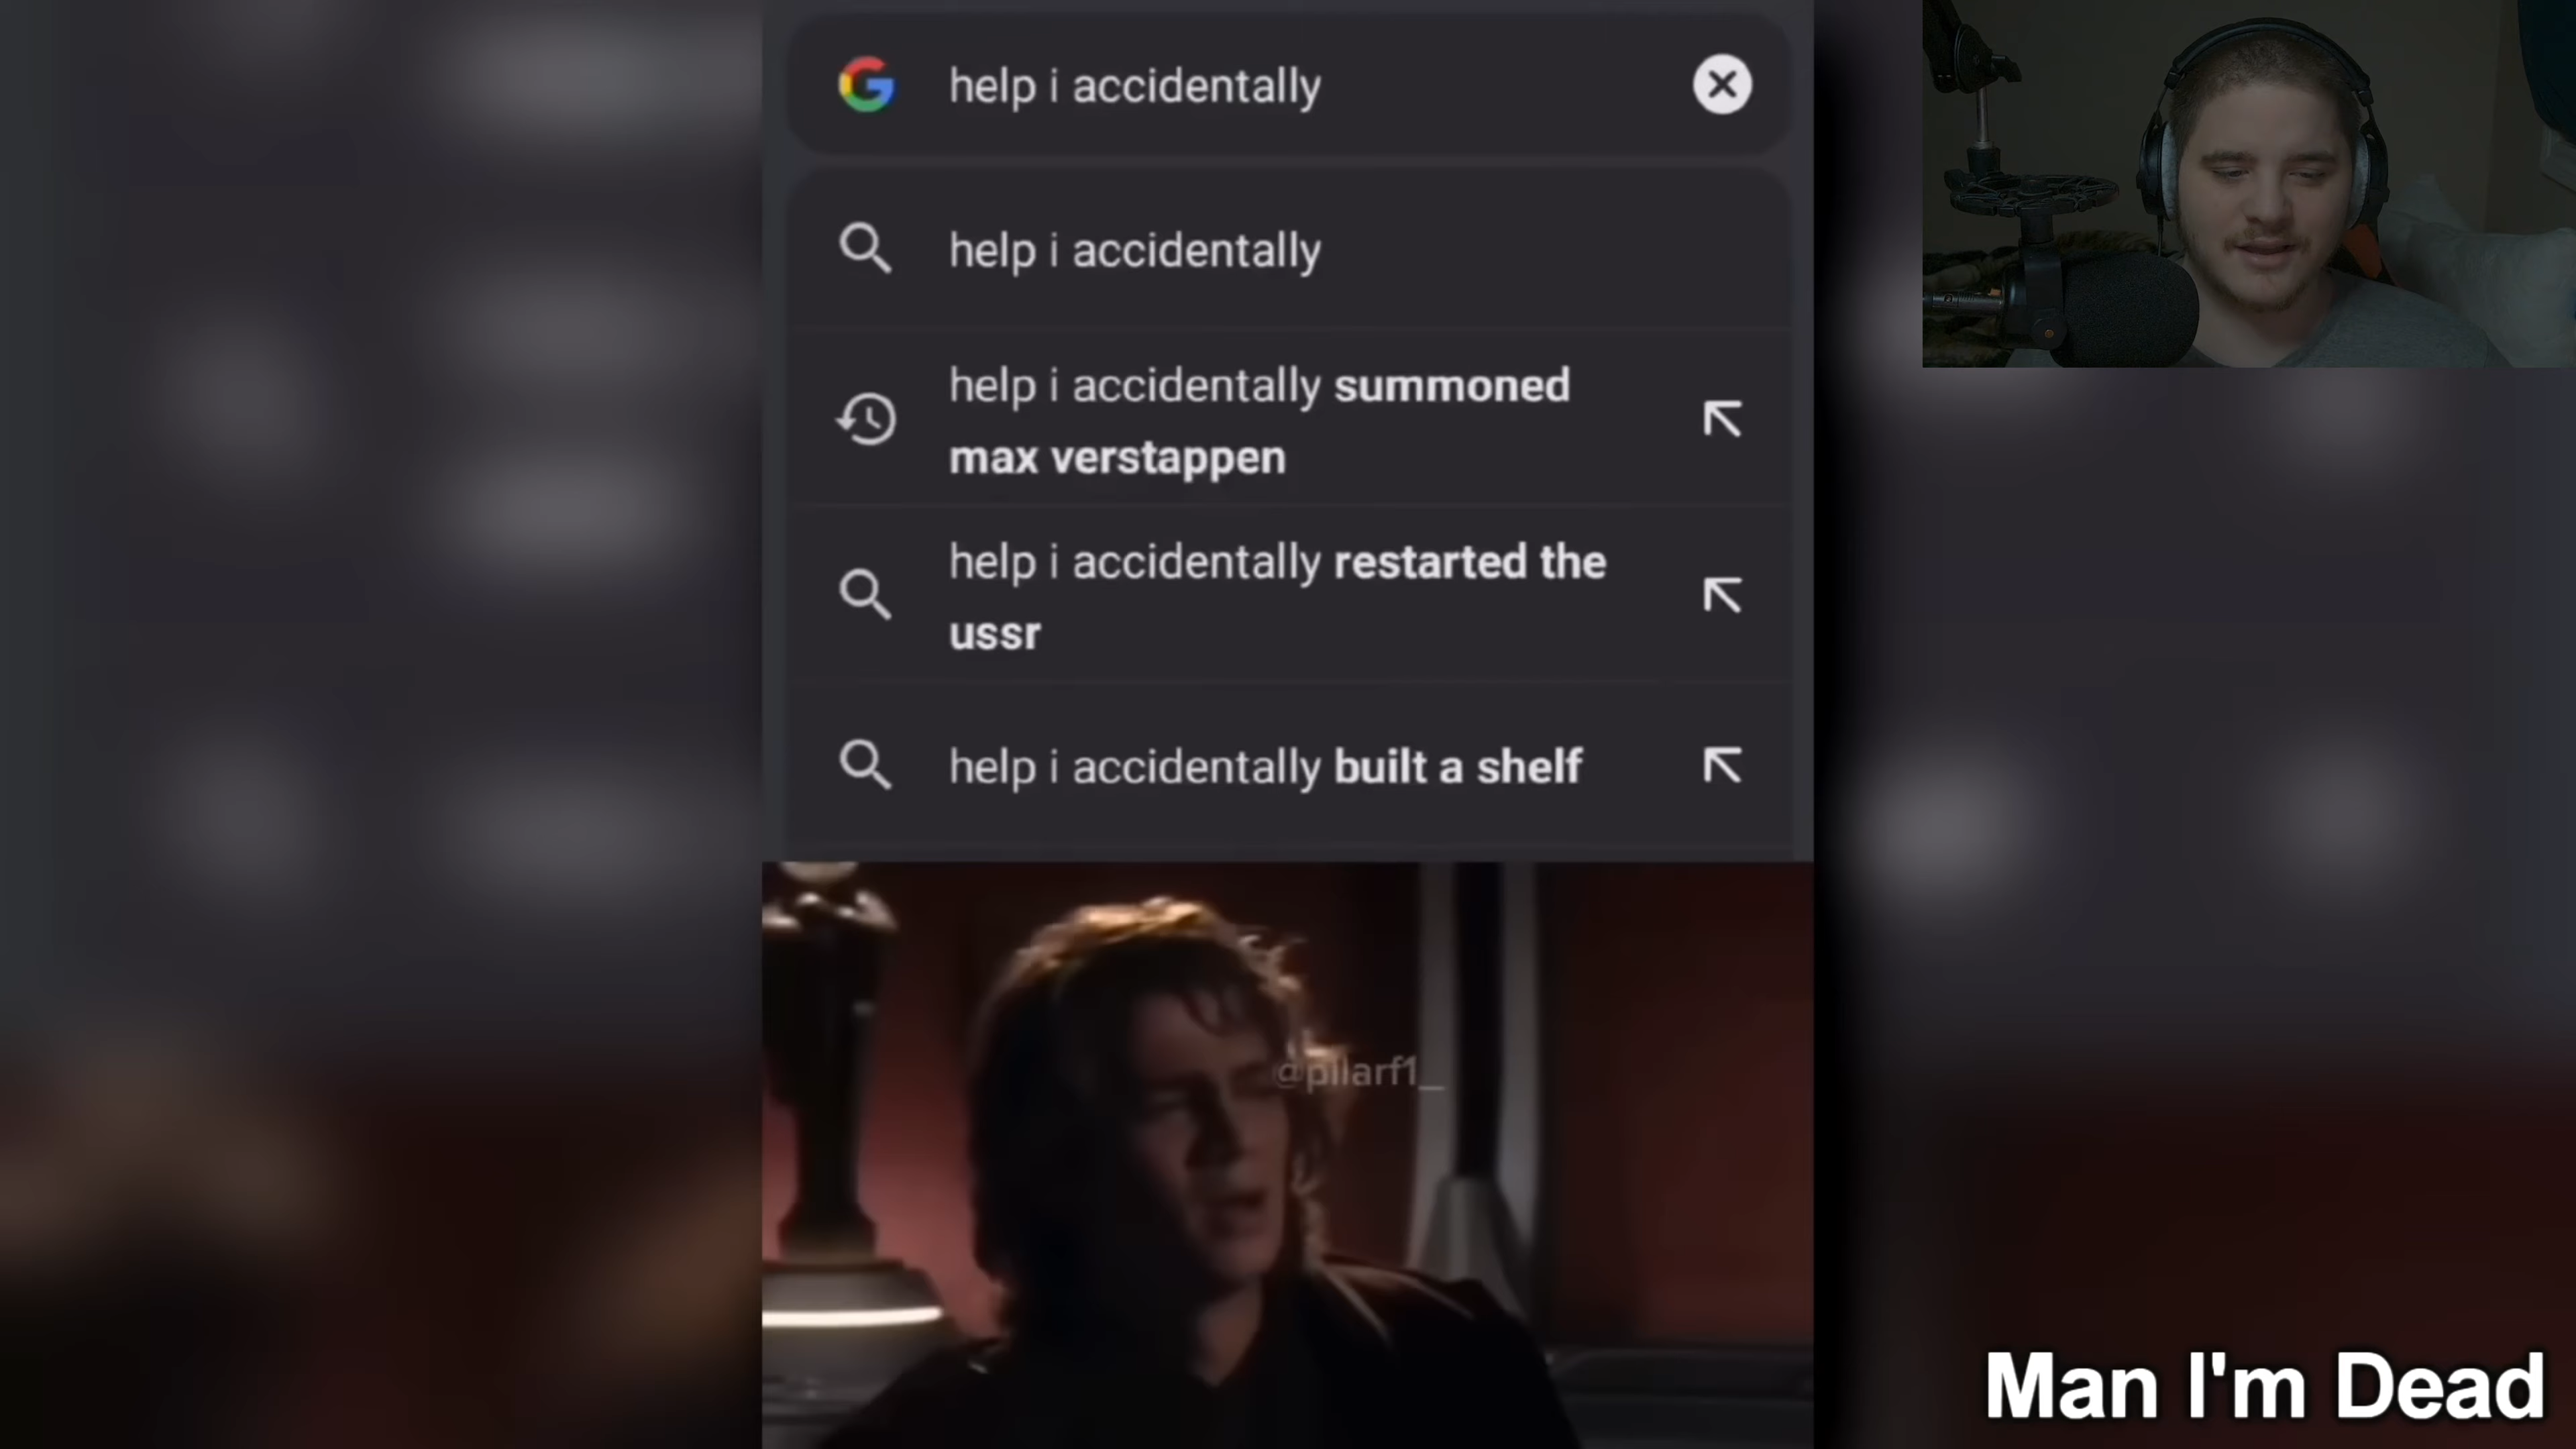 help i accidentally
help i accidentally
help i accidentally summoned
max verstappen
help i accidentally restarted the
ussr
help i accidentally built a shelf
@pilarf1_
Man I'm Dead